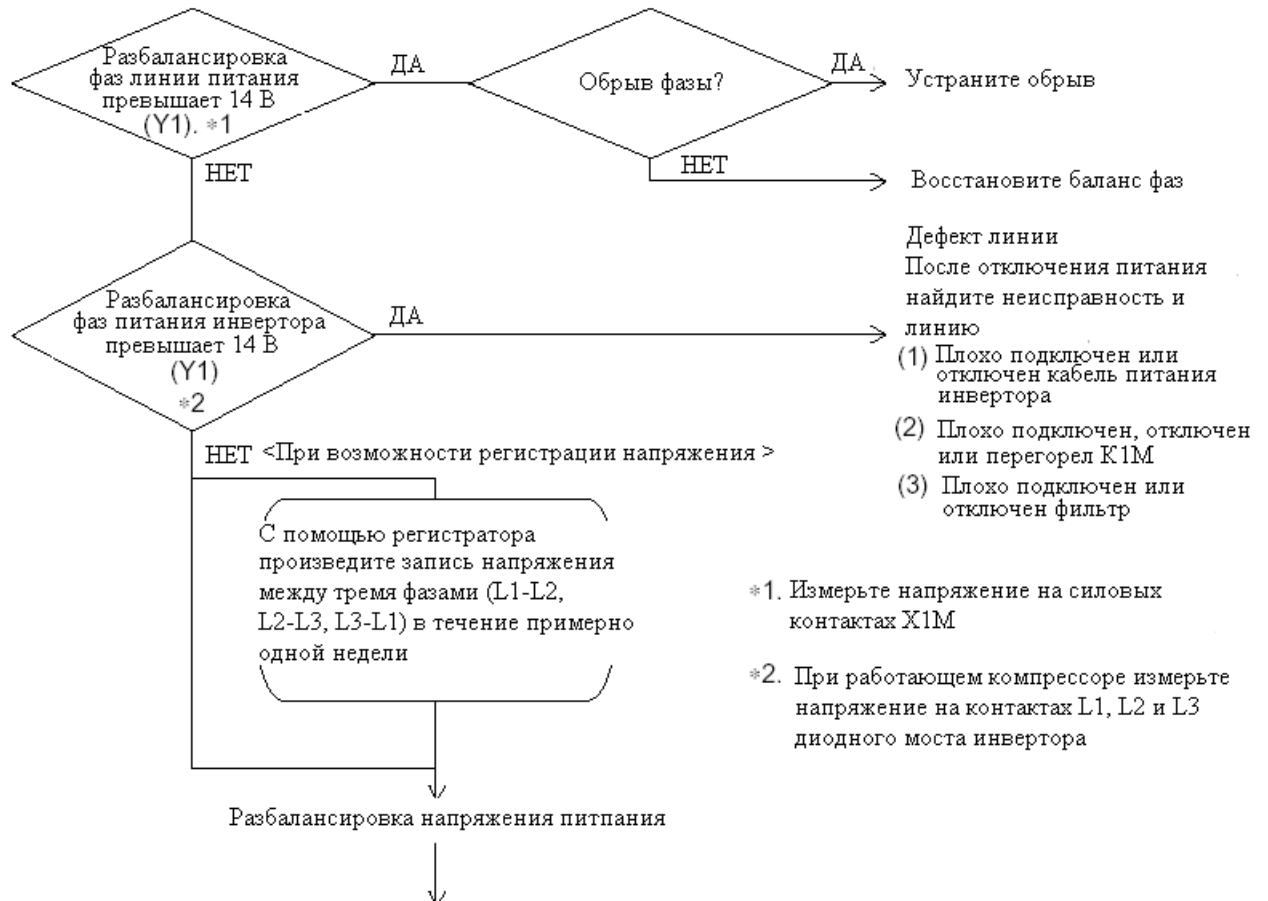 Разбалансировка
фаз линии питания
превышает 14 В
(Y1). *1
ДА
Обрыв фазы?
ДА
Устраните обрыв
НЕТ
НЕТ
Восстановите баланс фаз
Разбалансировка
фаз питания инвертора
превышает 14 В
(Y1)
*2
ДА
Дефект линии
После отключения питания
найдите неисправность и
линию
(1) Плохо подключен или
отключен кабель питания
инвертора
(2) Плохо подключен, отключен
или перегорел К1М
(3) Плохо подключен или
отключен фильтр
НЕТ <При возможности регистрации напряжения >
С помощью регистратора
произведите запись напряжения
между тремя фазами (L1-L2,
L2-L3, L3-L1) в течение примерно
одной недели
*1. Измерьте напряжение на силовых
контактах Х1М
*2. При работающем компрессоре измерьте
напряжение на контактах L1, L2 и L3
диодного моста инвертора
Разбалансировка напряжения питпания